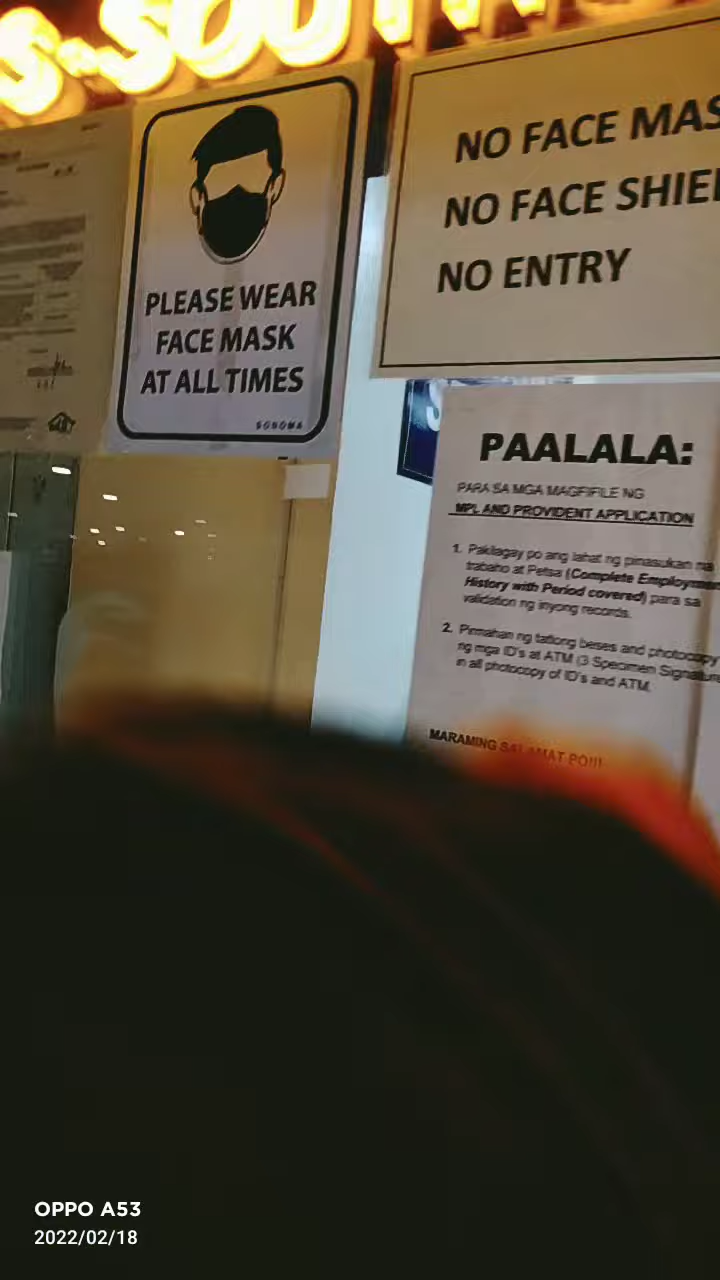 S-SOUTH
PLEASE WEAR
FACE MASK
AT ALL TIMES
SONOMA
NO FACE MAS
NO FACE SHIEL
NO ENTRY
PAALALA:
PARA SA MGA MAGFIFILE NG
MPL AND PROVIDENT APPLICATION
1. Pakilagay po ang lahat ng pinasukan na
trabaho at Petsa (Complete Employmen
History with Period covered) para sa
validation ng inyong records.
2. Pirmahan ng tatlong beses and photocopy
ng mga ID's at ATM (3 Specimen Signature
in all photocopy of ID's and ATM.
MARAMING SALAMAT PO!!!
OPPO A53
2022/02/18